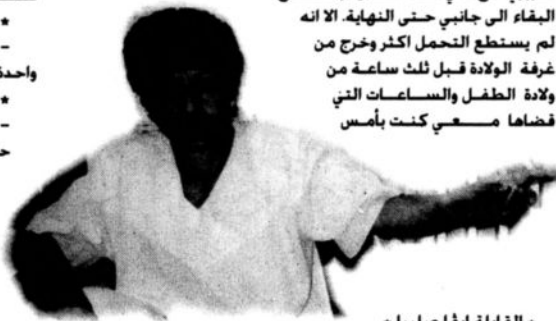 البقاء الى جانبي حتى النهاية. الا انه
لم يستطع التحمل اكثر وخرج من
غرفة الولادة قبل ثلث ساعة من
ولادة الطفل والساعات التي
قضاها معي كنت بأمس
*
-
واحدة
*
-